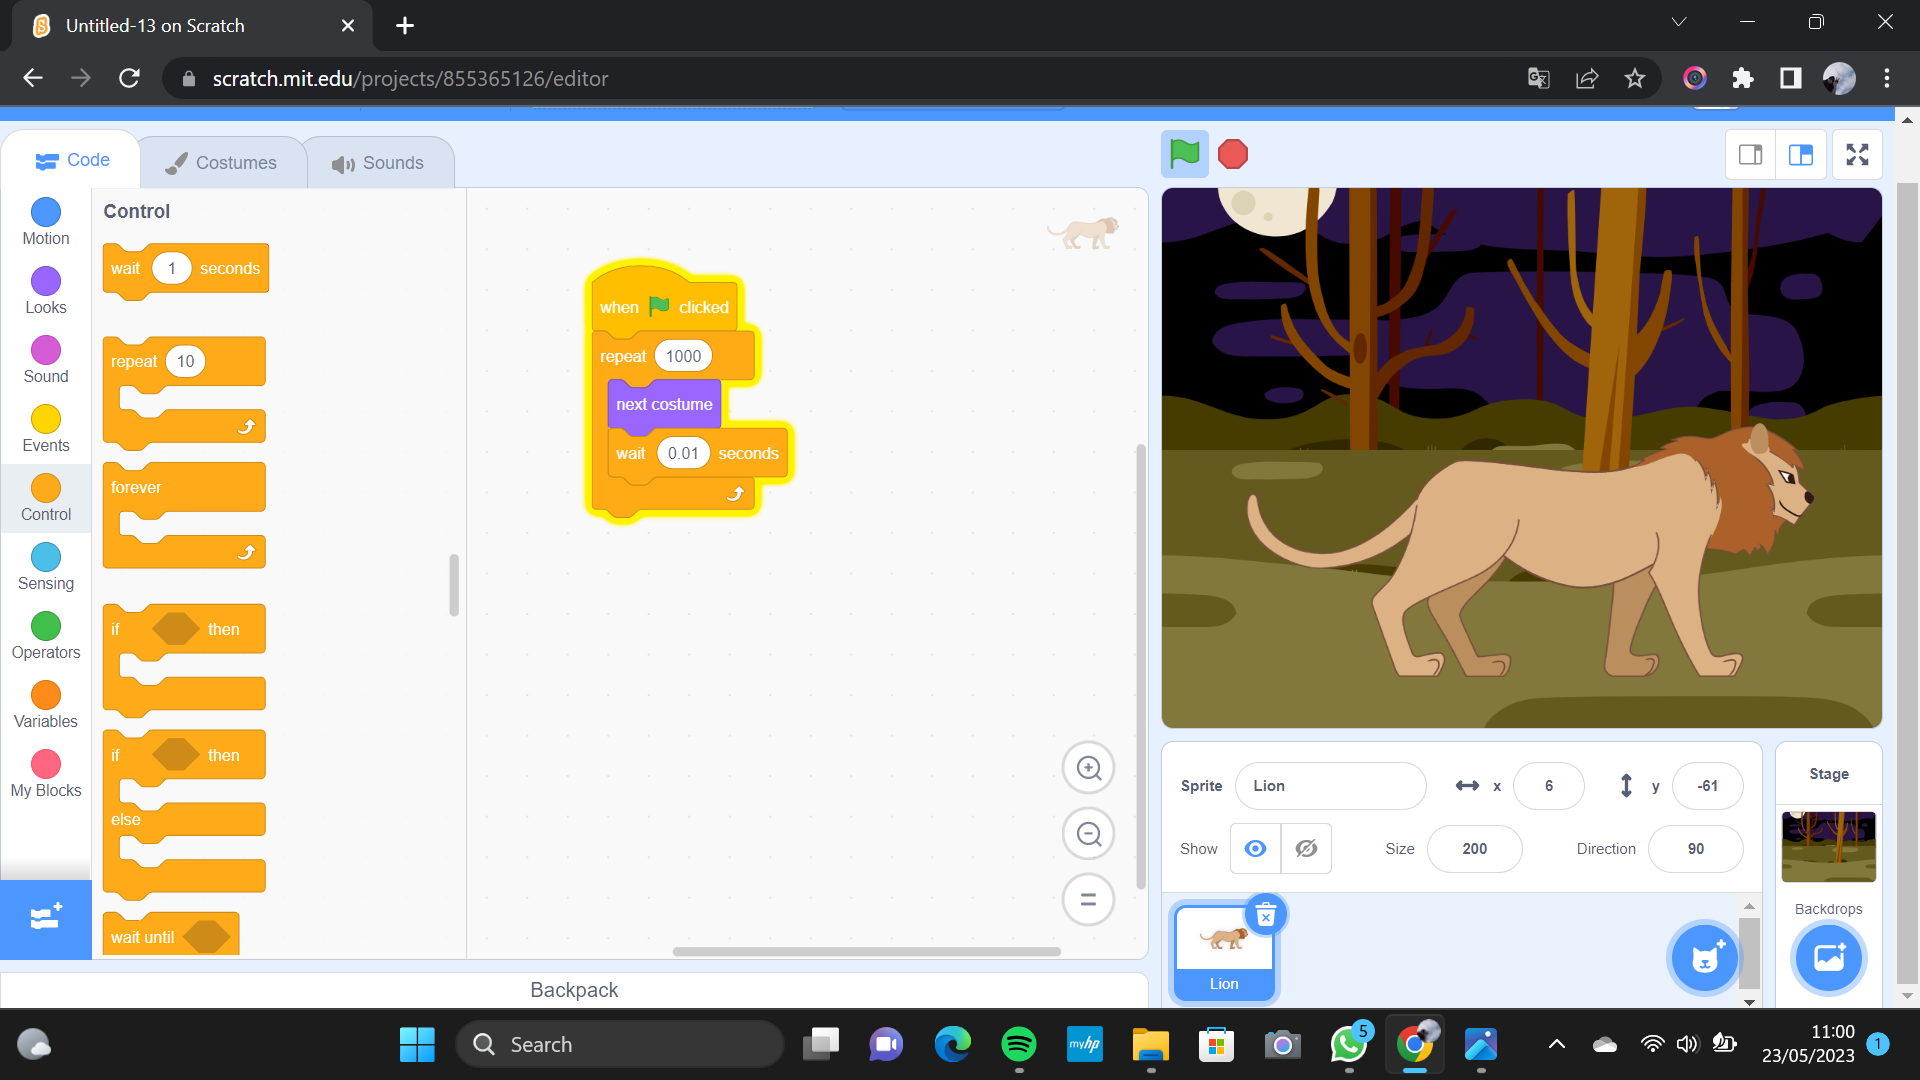 Untitled-13 on Scratch
scratch.mit.edu/projects/855365126/editor
Code
Costumes
Sounds
Motion
Looks
Sound
Events
Control
Sensing
Operators
Variables
My Blocks
Control
wait 1 seconds
repeat 10
forever
if then
if then
else
wait until
when clicked
repeat 1000
next costume
wait 0.01 seconds
Backpack
Sprite Lion x 6 y -61
Show Size 200 Direction 90
Lion
Stage
Backdrops
Search
myhp
5
11:00
23/05/2023
1